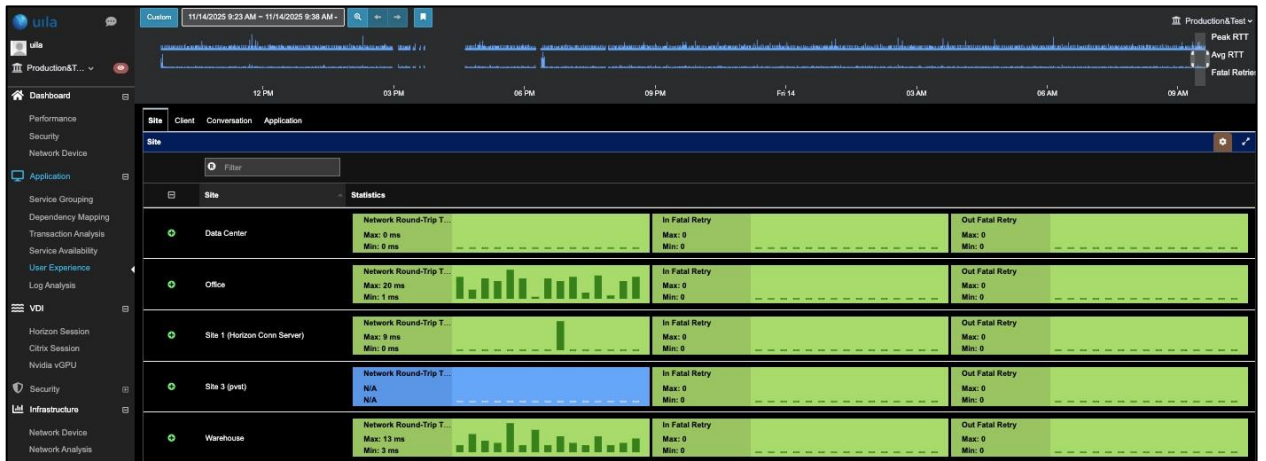 uila
Custom
11/14/2025 9:23 AM ~ 11/14/2025 9:38 AM
Production&Test
uila
Production&T...
Peak RTT
Avg RTT
Fatal Retries
12 PM 03 PM 06 PM 09 PM Fri 14 03 AM 06 AM 09 AM
Dashboard
Performance
Security
Network Device
Application
Service Grouping
Dependency Mapping
Transaction Analysis
Service Availability
User Experience
Log Analysis
VDI
Horizon Session
Citrix Session
Nvidia vGPU
Security
Infrastructure
Network Device
Network Analysis
Site Client Conversation Application
Site
Filter
Site Statistics
Data Center
Network Round-Trip T...
Max: 0 ms
Min: 0 ms
In Fatal Retry
Max: 0
Min: 0
Out Fatal Retry
Max: 0
Min: 0
Office
Network Round-Trip T...
Max: 20 ms
Min: 1 ms
In Fatal Retry
Max: 0
Min: 0
Out Fatal Retry
Max: 0
Min: 0
Site 1 (Horizon Conn Server)
Network Round-Trip T...
Max: 9 ms
Min: 0 ms
In Fatal Retry
Max: 0
Min: 0
Out Fatal Retry
Max: 0
Min: 0
Site 3 (pvst)
Network Round-Trip T...
N/A
N/A
In Fatal Retry
Max: 0
Min: 0
Out Fatal Retry
Max: 0
Min: 0
Warehouse
Network Round-Trip T...
Max: 13 ms
Min: 3 ms
In Fatal Retry
Max: 0
Min: 0
Out Fatal Retry
Max: 0
Min: 0